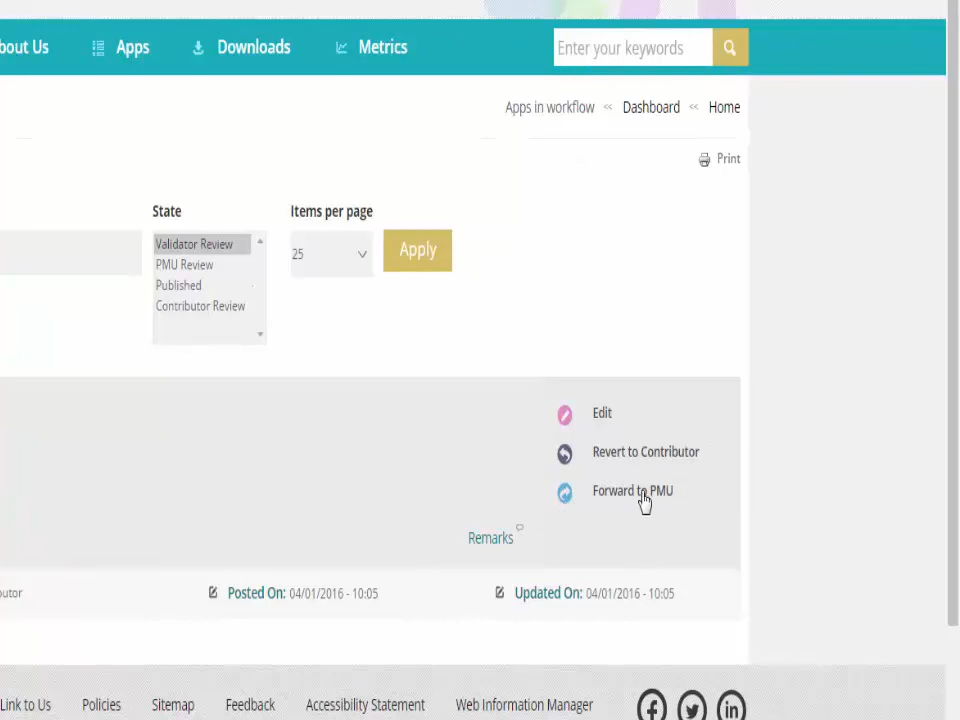 bout Us Apps Downloads Metrics Enter your keywords
Apps in workflow << Dashboard << Home
Print
State Items per page
Validator Review
PMU Review
Published
Contributor Review
25 Apply
Edit
Revert to Contributor
Forward to PMU
Remarks
butor Posted On: 04/01/2016 - 10:05 Updated On: 04/01/2016 - 10:05
Link to Us Policies Sitemap Feedback Accessibility Statement Web Information Manager